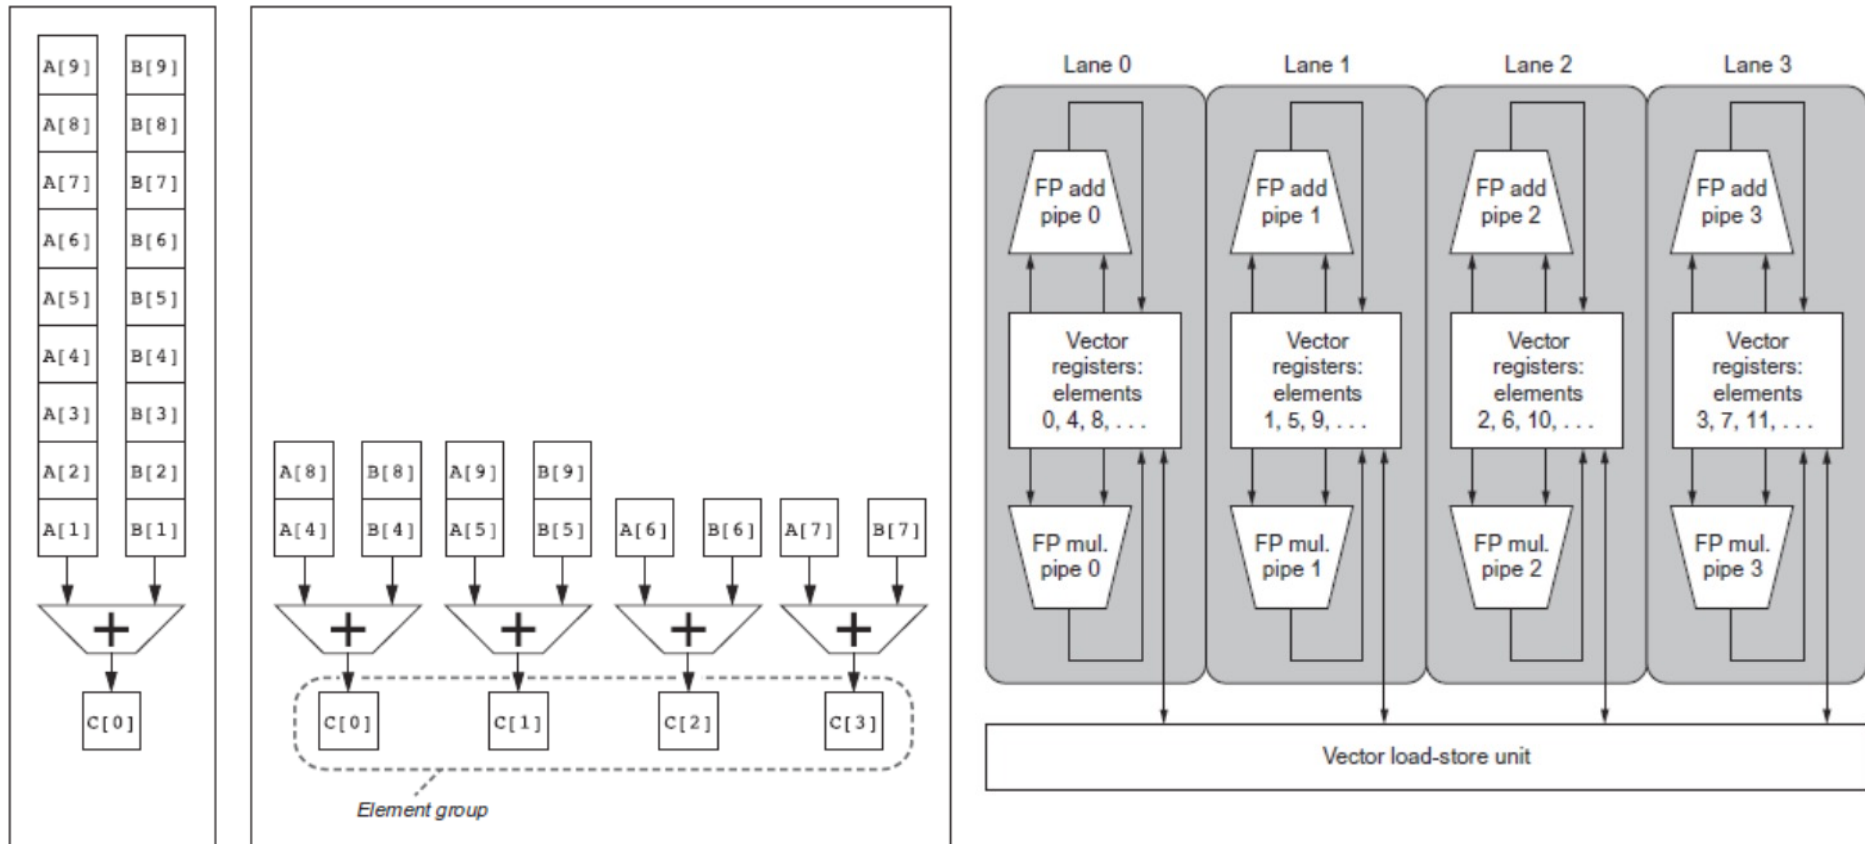 A[9] B[9]
A[8] B[8]
A[7] B[7]
A[6] B[6]
A[5] B[5]
A[4] B[4]
A[3] B[3]
A[2] B[2]
A[1] B[1]
+
C[0]
A[8] B[8] A[9] B[9]
A[4] B[4] A[5] B[5] A[6] B[6] A[7] B[7]
+ + + +
C[0] C[1] C[2] C[3]
Element group
Lane 0
FP add
pipe 0
Vector
registers:
elements
0, 4, 8, . . .
FP mul.
pipe 0
Lane 1
FP add
pipe 1
Vector
registers:
elements
1, 5, 9, . . .
FP mul.
pipe 1
Lane 2
FP add
pipe 2
Vector
registers:
elements
2, 6, 10, . . .
FP mul.
pipe 2
Lane 3
FP add
pipe 3
Vector
registers:
elements
3, 7, 11, . . .
FP mul.
pipe 3
Vector load-store unit